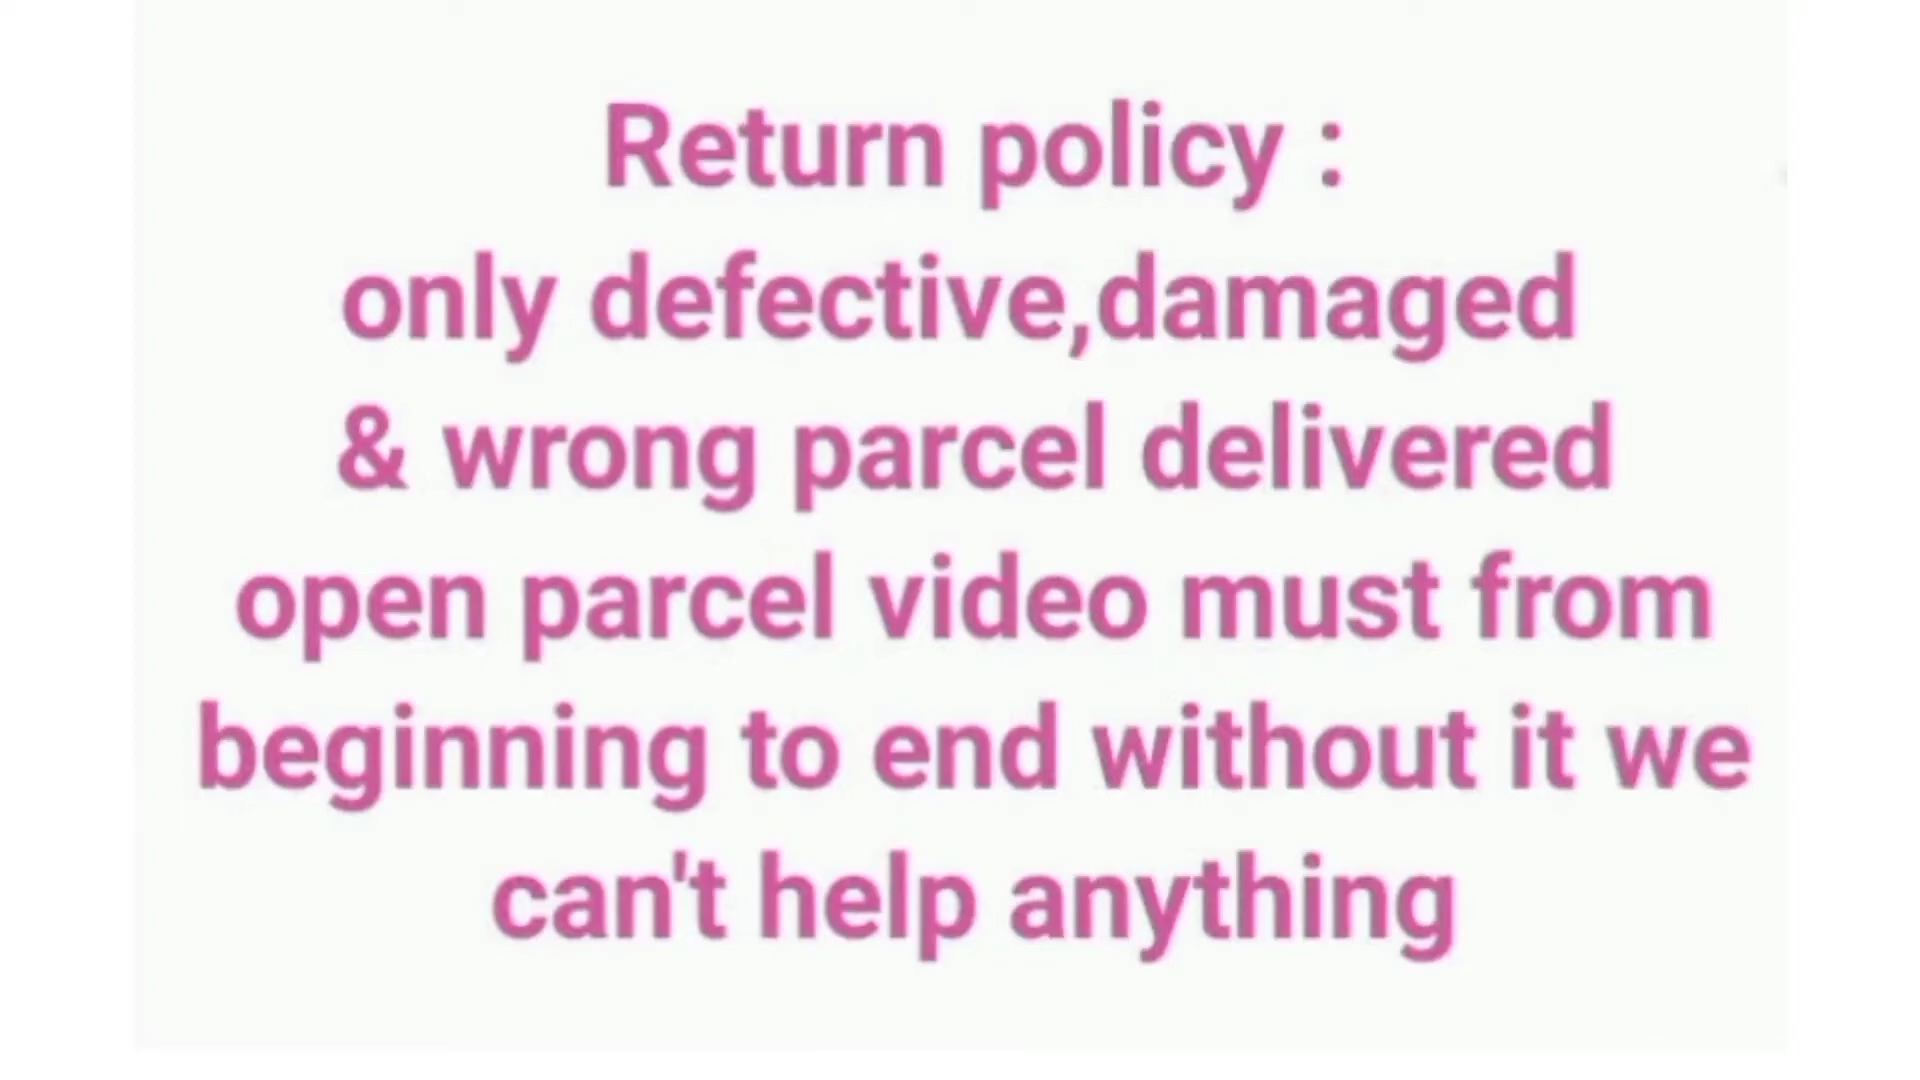 Return policy :
only defective,damaged
& wrong parcel delivered
open parcel video must from
beginning to end without it we
can't help anything